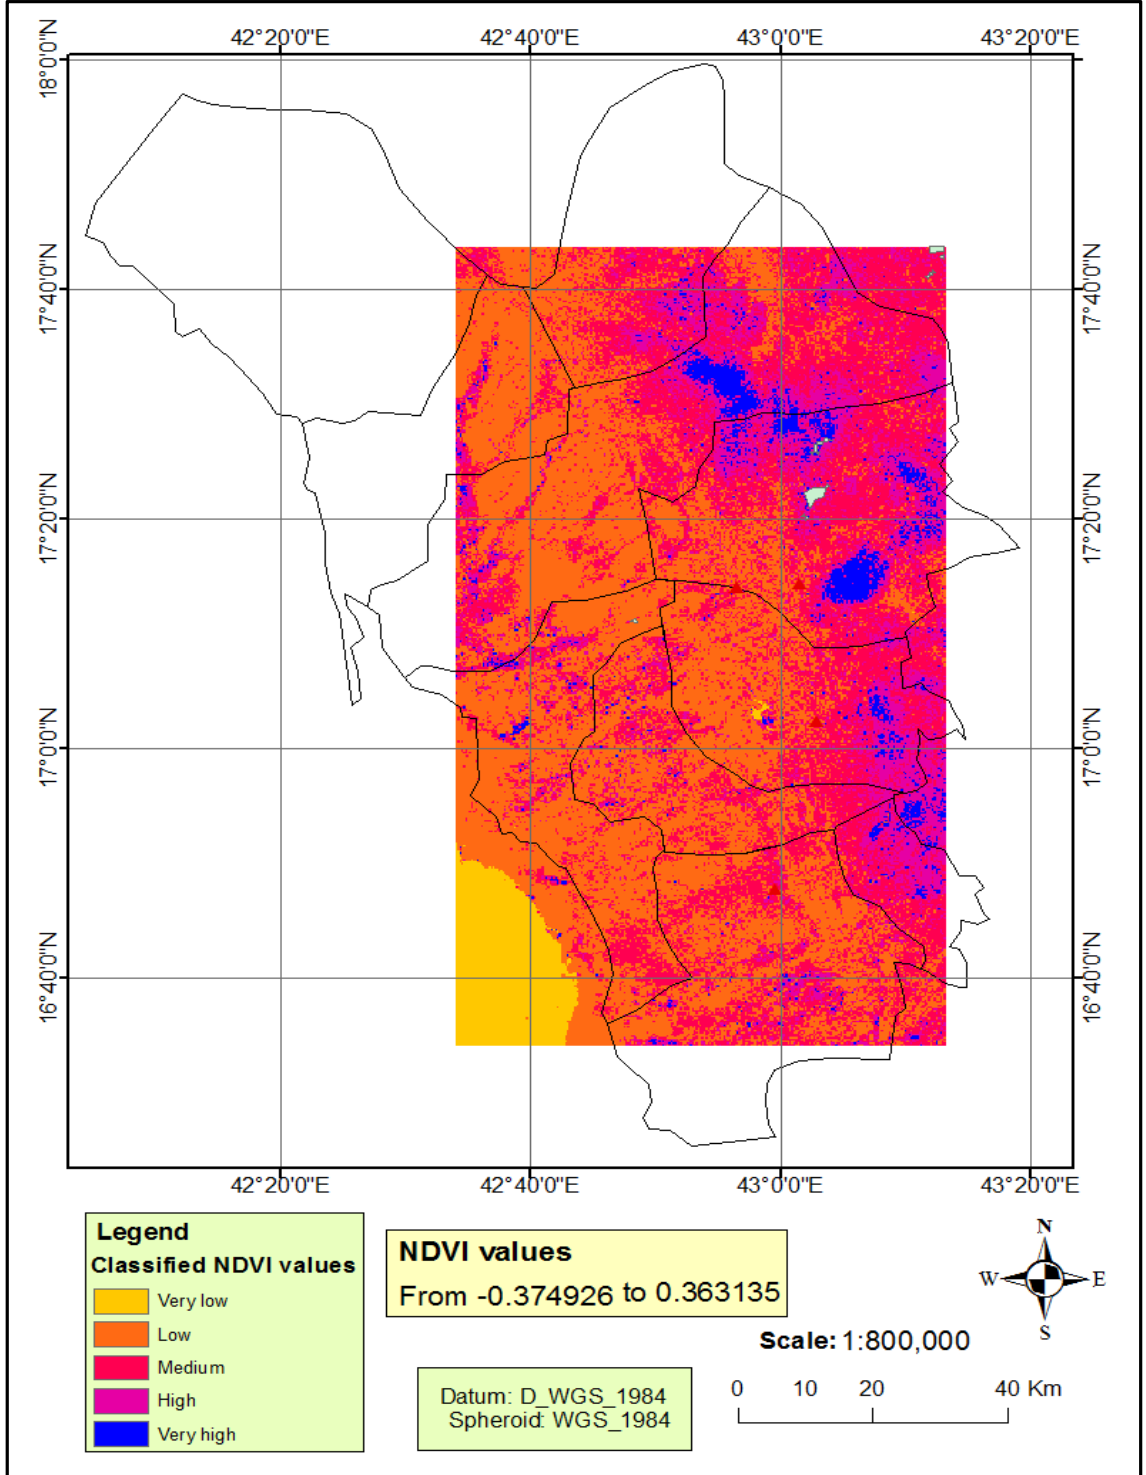 42°20'0"E 42°40'0"E 43°0'0"E 43°20'0"E
18°0'0"N
17°40'0"N 17°40'0"N
17°20'0"N 17°20'0"N
17°0'0"N 17°0'0"N
16°40'0"N 16°40'0"N
42°20'0"E 42°40'0"E 43°0'0"E 43°20'0"E
Legend
Classified NDVI values
Very low
Low
Medium
High
Very high
NDVI values
From -0.374926 to 0.363135
N
W E
S
Scale: 1:800,000
Datum: D_WGS_1984
Spheroid: WGS_1984
0 10 20 40 Km